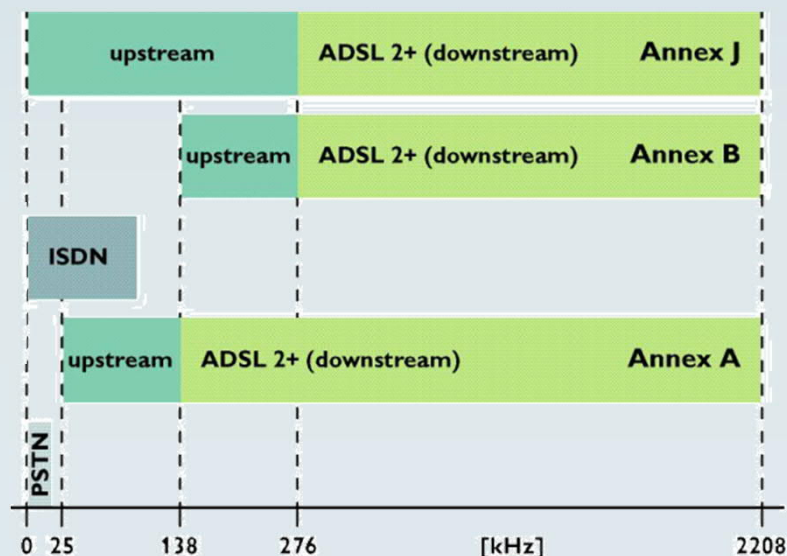 upstream ADSL 2+ (downstream) Annex J
upstream ADSL 2+ (downstream) Annex B
ISDN
upstream ADSL 2+ (downstream) Annex A
PSTN
0 25 138 276 [kHz] 2208